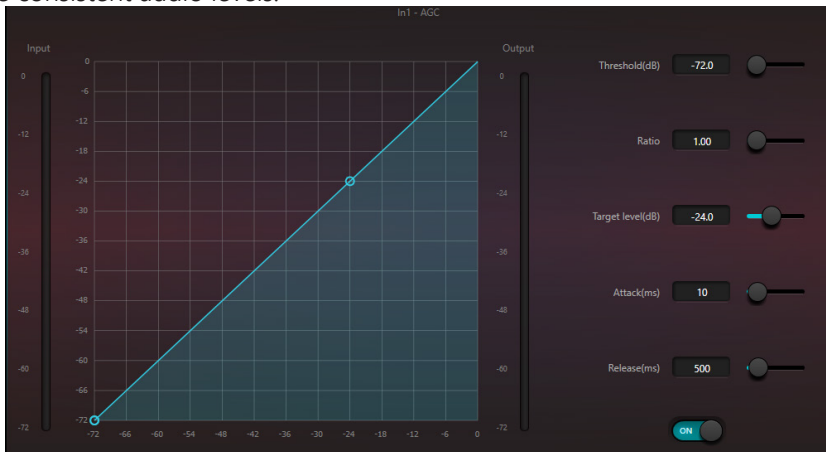 In1 - AGC
Input
Output
0
-12
-24
-36
-48
-60
-72
0
-6
-12
-18
-24
-30
-36
-42
-48
-54
-60
-66
-72
-72 -66 -60 -54 -48 -42 -36 -30 -24 -18 -12 -6 0
0
-12
-24
-36
-48
-60
-72
Threshold(dB) -72.0
Ratio 1.00
Target level(dB) -24.0
Attack(ms) 10
Release(ms) 500
ON